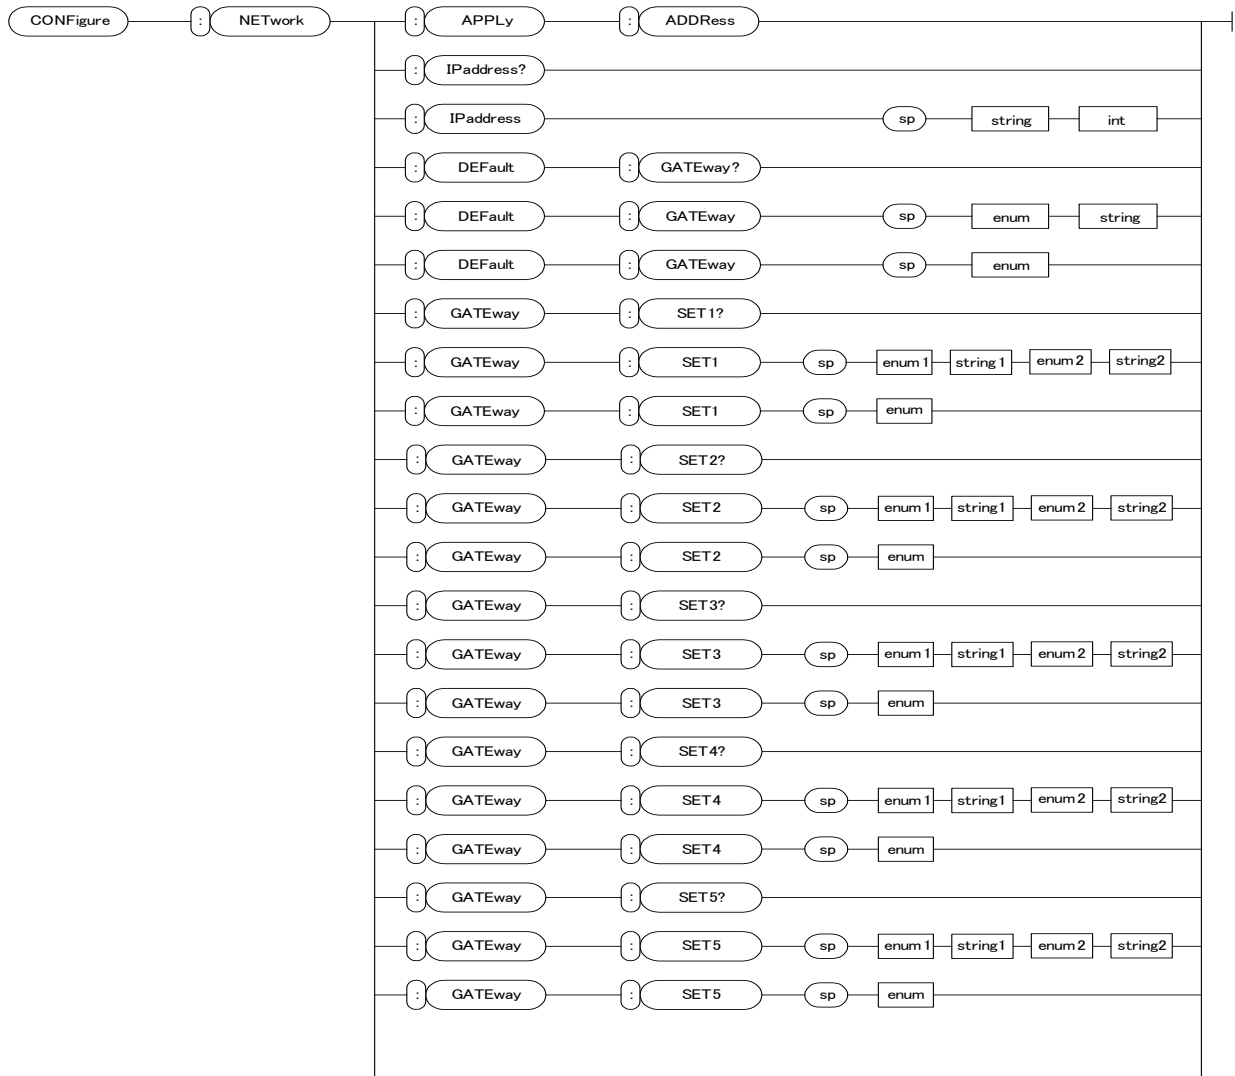 CONFigure : NETwork : APPLy : ADDRess
: IPaddress?
: IPaddress sp string int
: DEFault : GATEway?
: DEFault : GATEway sp enum string
: DEFault : GATEway sp enum
: GATEway : SET1?
: GATEway : SET1 sp enum1 string1 enum2 string2
: GATEway : SET1 sp enum
: GATEway : SET2?
: GATEway : SET2 sp enum1 string1 enum2 string2
: GATEway : SET2 sp enum
: GATEway : SET3?
: GATEway : SET3 sp enum1 string1 enum2 string2
: GATEway : SET3 sp enum
: GATEway : SET4?
: GATEway : SET4 sp enum1 string1 enum2 string2
: GATEway : SET4 sp enum
: GATEway : SET5?
: GATEway : SET5 sp enum1 string1 enum2 string2
: GATEway : SET5 sp enum